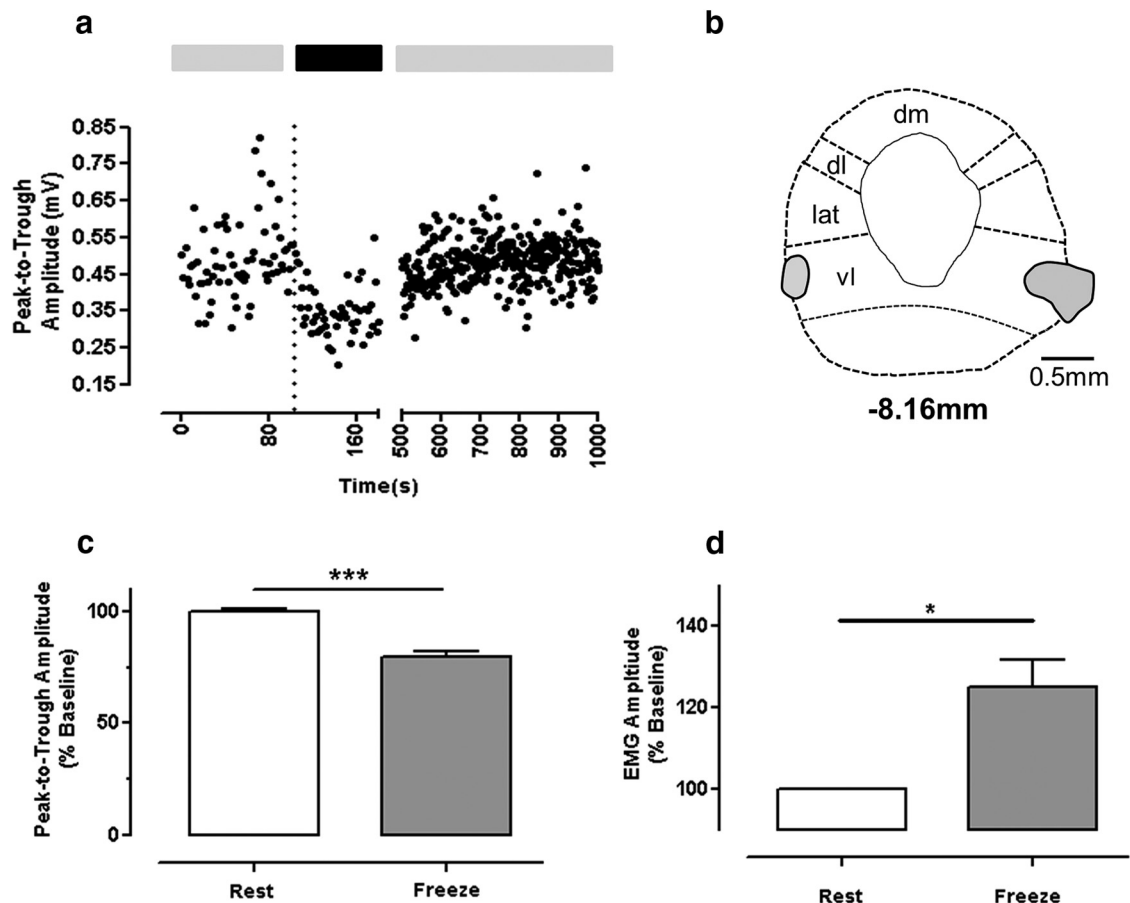 a
0.85
0.75
0.65
0.55
0.45
0.35
0.25
0.15
Peak-to-Trough
Amplitude (mV)
0
80
160
500
600
700
800
900
1000
Time(s)
b
dm
dl
lat
vl
0.5mm
-8.16mm
c
***
100
50
0
Peak-to-Trough Amplitude
(% Baseline)
Rest
Freeze
d
*
140
120
100
EMG Ampltiude
(% Baseline)
Rest
Freeze